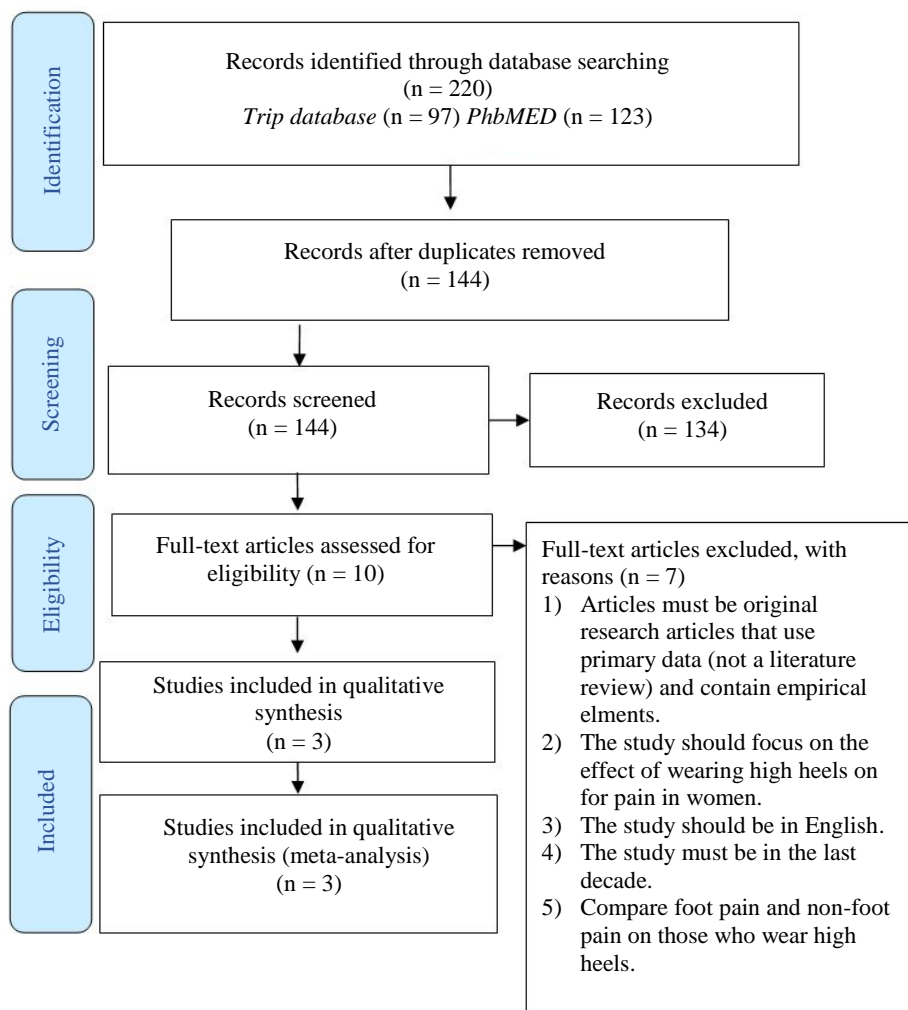 Identification
Records identified through database searching
(n = 220)
Trip database (n = 97) PhbMED (n = 123)
Records after duplicates removed
(n = 144)
Screening
Records screened
(n = 144)
Records excluded
(n = 134)
Eligibility
Full-text articles assessed for
eligibility (n = 10)
Full-text articles excluded, with
reasons (n = 7)
1) Articles must be original
research articles that use
primary data (not a literature
review) and contain empirical
elments.
2) The study should focus on the
effect of wearing high heels on
for pain in women.
3) The study should be in English.
4) The study must be in the last
decade.
5) Compare foot pain and non-foot
pain on those who wear high
heels.
Studies included in qualitative
synthesis
(n = 3)
Included
Studies included in qualitative
synthesis (meta-analysis)
(n = 3)